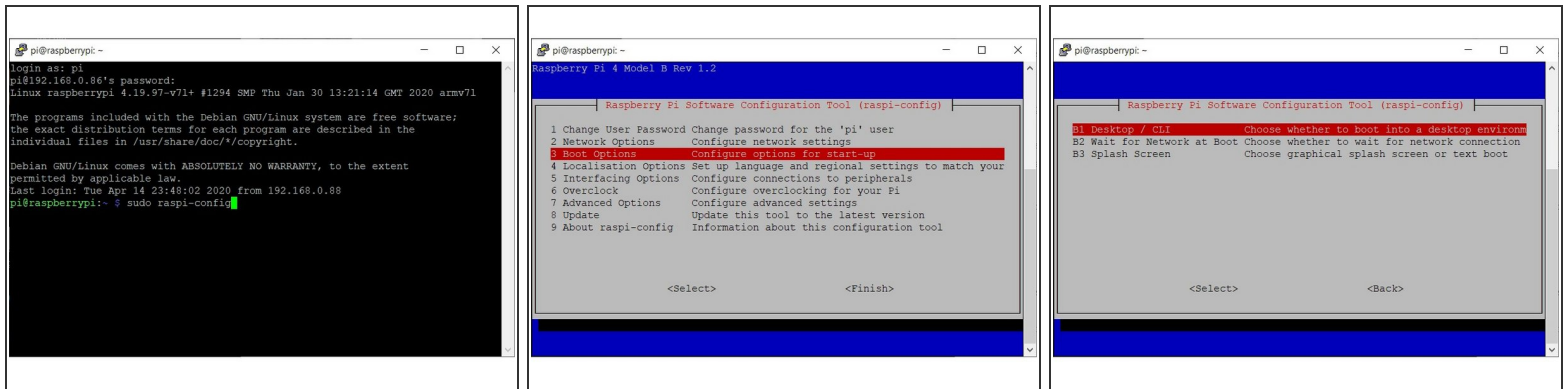 pi@raspberrypi: ~
login as: pi
pi@192.168.0.86's password:
Linux raspberrypi 4.19.97-v7l+ #1294 SMP Thu Jan 30 13:21:14 GMT 2020 armv7l
The programs included with the Debian GNU/Linux system are free software;
the exact distribution terms for each program are described in the
individual files in /usr/share/doc/*/copyright.
Debian GNU/Linux comes with ABSOLUTELY NO WARRANTY, to the extent
permitted by applicable law.
Last login: Tue Apr 14 23:48:02 2020 from 192.168.0.88
pi@raspberrypi:~ $ sudo raspi-config
pi@raspberrypi: ~
Raspberry Pi 4 Model B Rev 1.2
Raspberry Pi Software Configuration Tool (raspi-config)
1 Change User Password Change password for the 'pi' user
2 Network Options Configure network settings
3 Boot Options Configure options for start-up
4 Localisation Options Set up language and regional settings to match your
5 Interfacing Options Configure connections to peripherals
6 Overclock Configure overclocking for your Pi
7 Advanced Options Configure advanced settings
8 Update Update this tool to the latest version
9 About raspi-config Information about this configuration tool
<Select> <Finish>
pi@raspberrypi: ~
Raspberry Pi Software Configuration Tool (raspi-config)
B1 Desktop / CLI Choose whether to boot into a desktop environm
B2 Wait for Network at Boot Choose whether to wait for network connection
B3 Splash Screen Choose graphical splash screen or text boot
<Select> <Back>